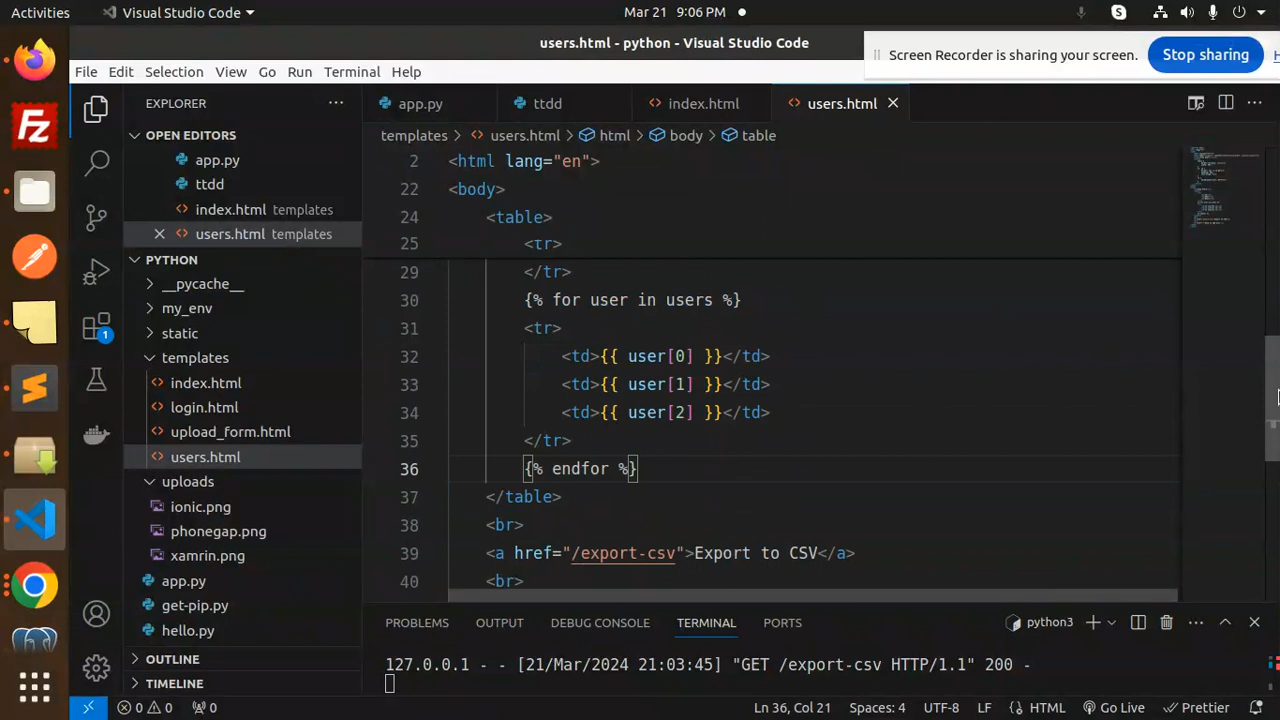 Activities
Visual Studio Code
Mar 21 9:06 PM
users.html - python - Visual Studio Code
Screen Recorder is sharing your screen.
Stop sharing
File Edit Selection View Go Run Terminal Help
EXPLORER
app.py
ttdd
index.html
users.html
OPEN EDITORS
app.py
ttdd
index.html templates
users.html templates
PYTHON
__pycache__
my_env
static
templates
index.html
login.html
upload_form.html
users.html
uploads
ionic.png
phonegap.png
xamrin.png
app.py
get-pip.py
hello.py
OUTLINE
TIMELINE
1
templates > users.html > html > body > table
2 <html lang="en">
22 <body>
24 <table>
25 <tr>
29 </tr>
30 {% for user in users %}
31 <tr>
32 <td>{{ user[0] }}</td>
33 <td>{{ user[1] }}</td>
34 <td>{{ user[2] }}</td>
35 </tr>
36 {% endfor %}
37 </table>
38 <br>
39 <a href="/export-csv">Export to CSV</a>
40 <br>
PROBLEMS OUTPUT DEBUG CONSOLE TERMINAL PORTS
python3
127.0.0.1 - - [21/Mar/2024 21:03:45] "GET /export-csv HTTP/1.1" 200 -
0 0 0
Ln 36, Col 21 Spaces: 4 UTF-8 LF HTML Go Live Prettier